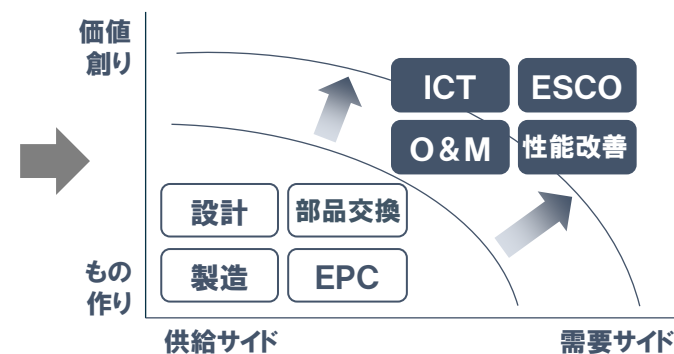 価値
創り
ICT
ESCO
O&M
性能改善
設計
部品交換
製造
EPC
もの
作り
供給サイド
需要サイド